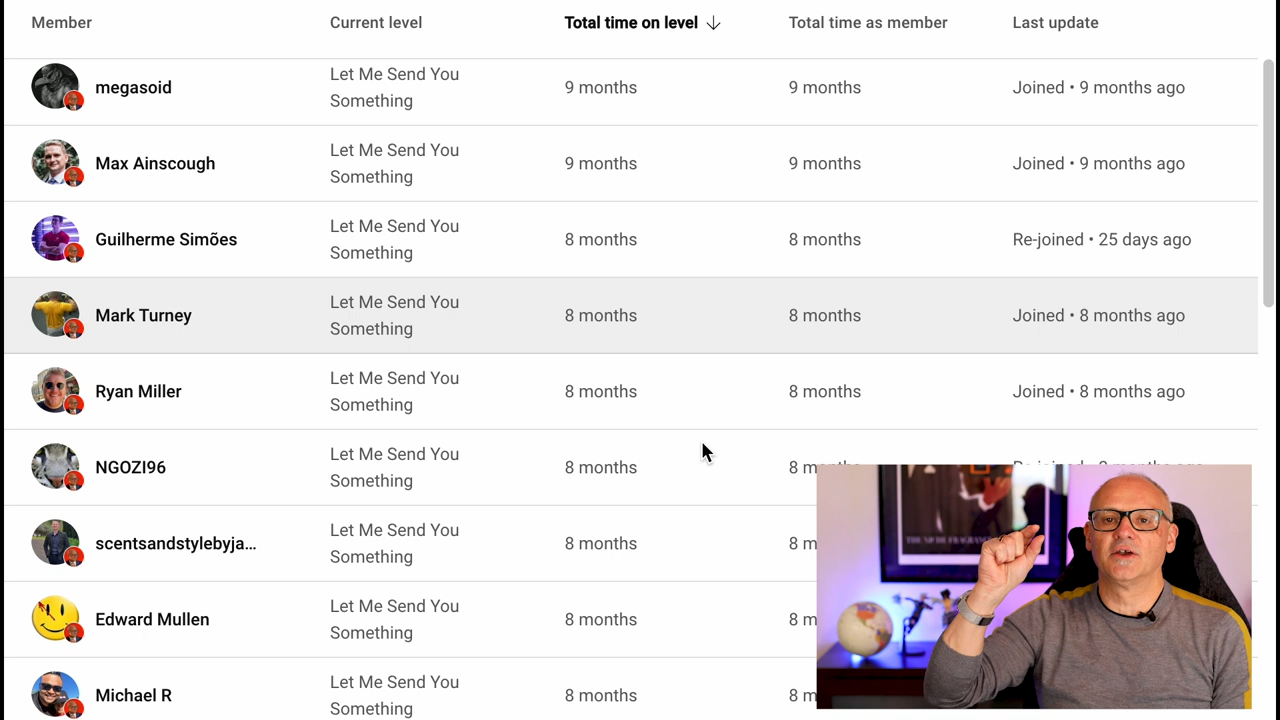 Member Current level Total time on level ↓ Total time as member Last update
Let Me Send You
megasoid 9 months 9 months Joined • 9 months ago
Something
Let Me Send You
Max Ainscough 9 months 9 months Joined • 9 months ago
Something
Let Me Send You
Guilherme Simões 8 months 8 months Re-joined • 25 days ago
Something
Let Me Send You
Mark Turney 8 months 8 months Joined • 8 months ago
Something
Let Me Send You
Ryan Miller 8 months 8 months Joined • 8 months ago
Something
Let Me Send You
NGOZI96 8 months 8
Something
Let Me Send You
scentsandstylebyja... 8 months 8 m
Something
Let Me Send You
Edward Mullen 8 months 8 m
Something
Let Me Send You
Michael R 8 months 8 m
Something